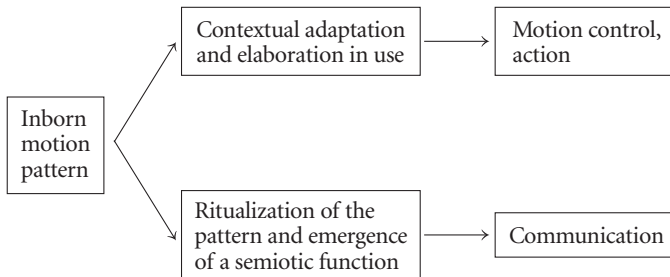 Contextual adaptation
and elaboration in use
Motion control,
action
Inborn
motion
pattern
Ritualization of the
pattern and emergence
of a semiotic function
Communication